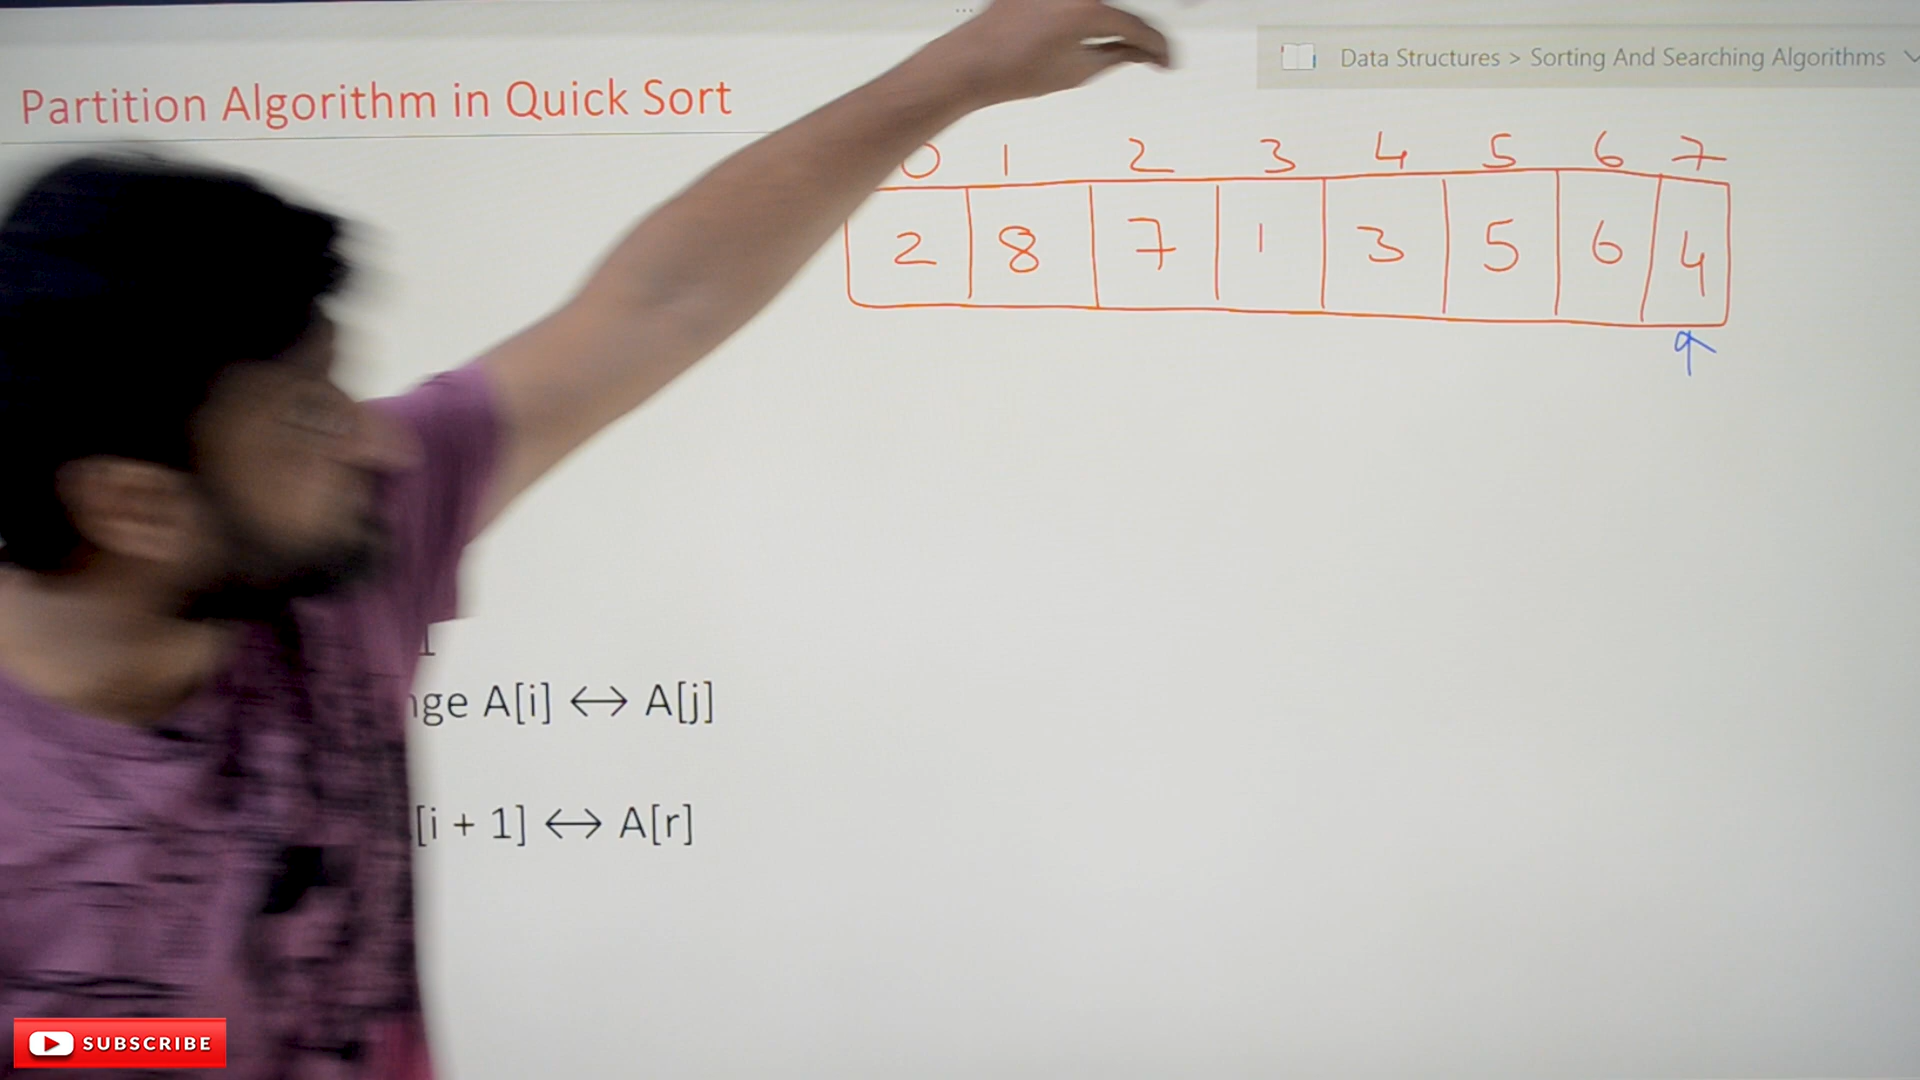 Data Structures > Sorting And Searching Algorithms
Partition Algorithm in Quick Sort
0 1 2 3 4 5 6 7
2 8 7 1 3 5 6 4
1
A[i] ↔ A[j]
[i + 1] ↔ A[r]
SUBSCRIBE